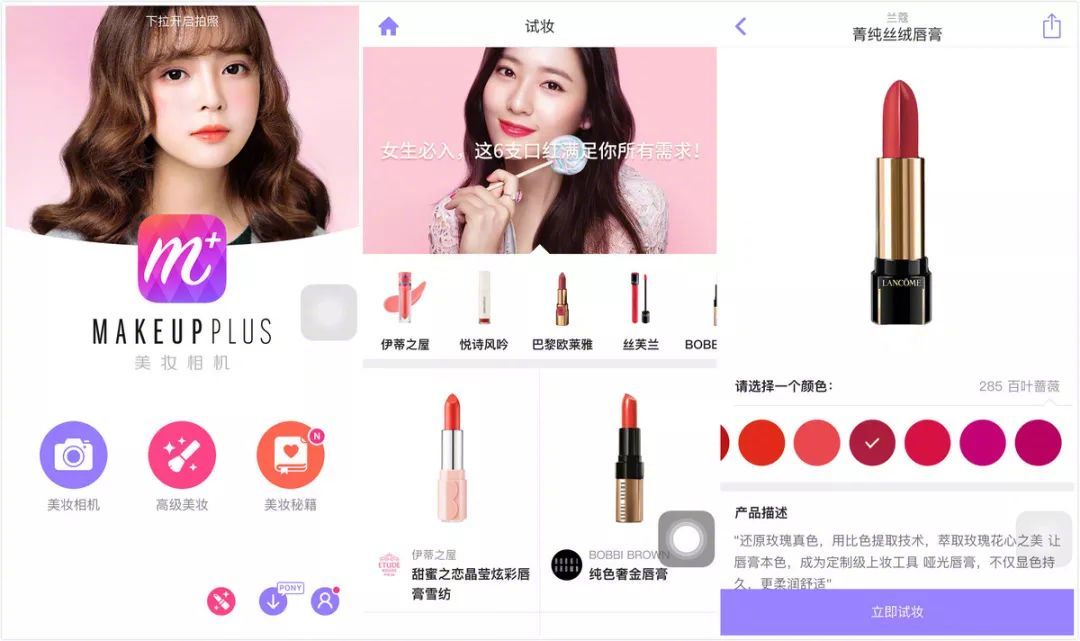 下拉开启拍照
m+
MAKEUPPLUS
美妆相机
美妆相机
高级美妆
美妆秘籍
N
PONY
试妆
女生必入，这6支口红满足你所有需求！
伊蒂之屋
悦诗风吟
巴黎欧莱雅
丝芙兰
BOBB
ETUDE
HOUSE
伊蒂之屋
甜蜜之恋晶莹炫彩唇
膏雪纺
BOBBI BROWN
纯色奢金唇膏
兰蔻
菁纯丝绒唇膏
LANCÔME
请选择一个颜色：
285 百叶蔷薇
产品描述
“还原玫瑰真色，用比色提取技术，萃取玫瑰花心之美 让
唇膏本色，成为定制级上妆工具 哑光唇膏，不仅显色持
久，更柔润舒适”
立即试妆